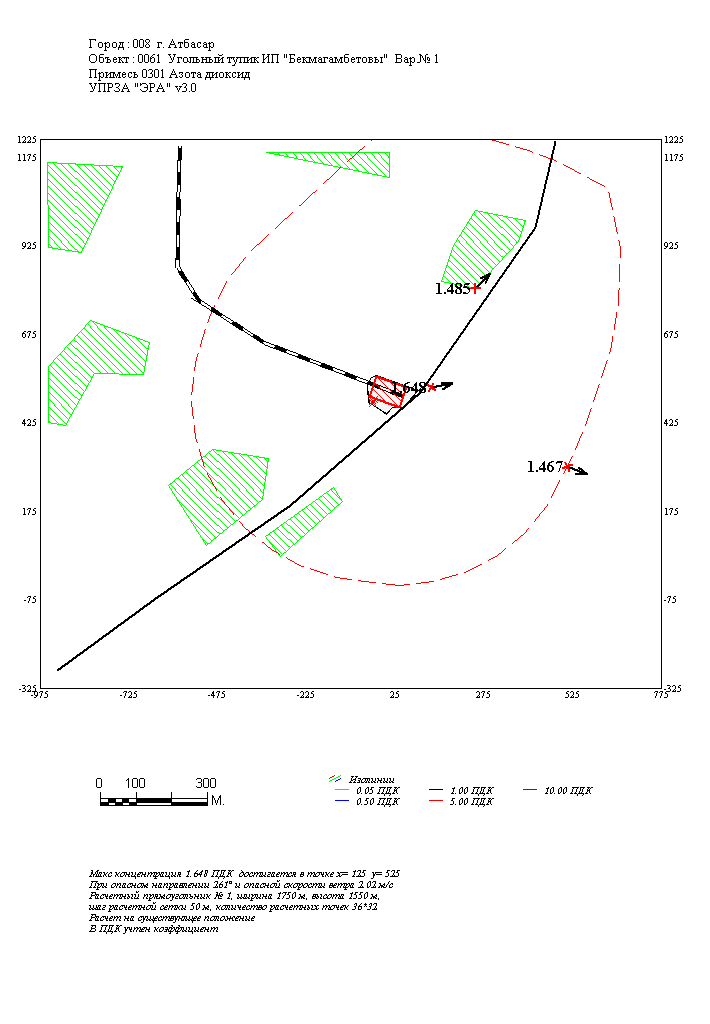 Город : 008 г. Атбасар
Объект : 0061 Угольный тупик ИП "Бекмагамбетовы" Вар.№ 1
Примесь 0301 Азота диоксид
УПРЗА "ЭРА" v3.0
1225 1225
1175 1175
925 925
1.485
675 675
1.648
425 425
1.467
175 175
-75 -75
-325 -325
-975 -725 -475 -225 25 275 525 775
0 100 300
М.
Изолинии
0.05 ПДК 1.00 ПДК 10.00 ПДК
0.50 ПДК 5.00 ПДК
Макс концентрация 1.648 ПДК достигается в точке x= 125 y= 525
При опасном направлении 261° и опасной скорости ветра 2.02 м/с
Расчетный прямоугольник № 1, ширина 1750 м, высота 1550 м,
шаг расчетной сетки 50 м, количество расчетных точек 36*32
Расчет на существующее положение
В ПДК учтен коэффициент